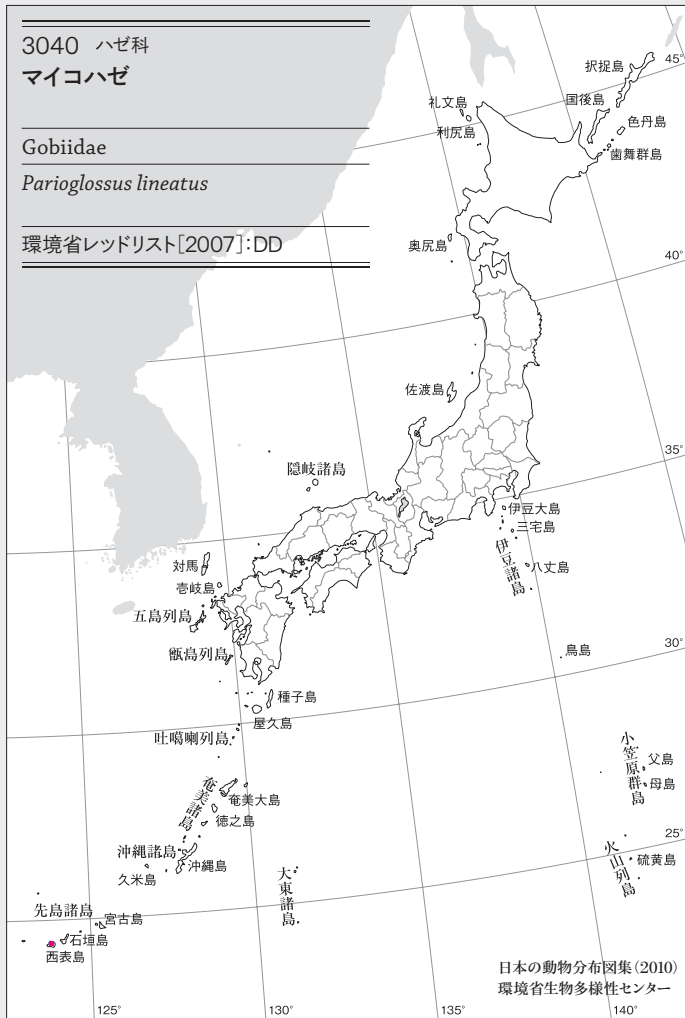 3040 ハゼ科
マイコハゼ
Gobiidae
Parioglossus lineatus
環境省レッドリスト[2007]:DD
択捉島
45°
国後島
礼文島
色丹島
利尻島
歯舞群島
奥尻島
40°
佐渡島
35°
隠岐諸島
伊豆大島
三宅島
伊豆諸島
八丈島
対馬
壱岐島
五島列島
甑島列島
鳥島
30°
種子島
屋久島
吐噶喇列島
小笠原群島
父島
母島
奄美諸島
奄美大島
徳之島
25°
沖縄諸島
沖縄島
久米島
火山列島
硫黄島
大東諸島
先島諸島
宮古島
石垣島
西表島
日本の動物分布図集(2010)
環境省生物多様性センター
125°
130°
135°
140°